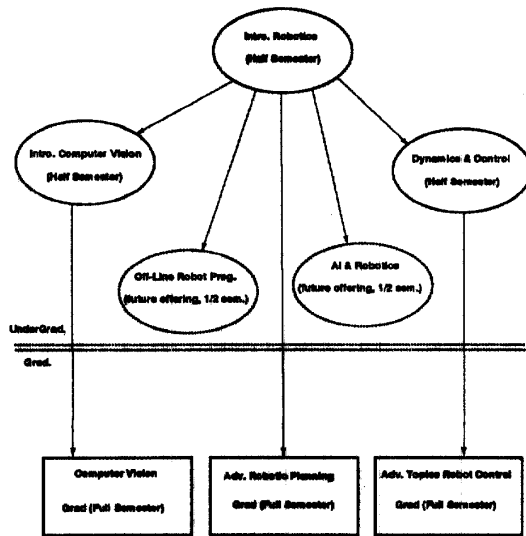 Intro. Robotics
(Half Semester)
Intro. Computer Vision
(Half Semester)
Dynamics & Control
(Half Semester)
Off-Line Robot Prog.
(future offering, 1/2 sem.)
AI & Robotics
(future offering, 1/2 sem.)
UnderGrad.
Grad.
Computer Vision
Grad (Full Semester)
Adv. Robotic Planning
Grad (Full Semester)
Adv. Topics Robot Control
Grad (Full Semester)